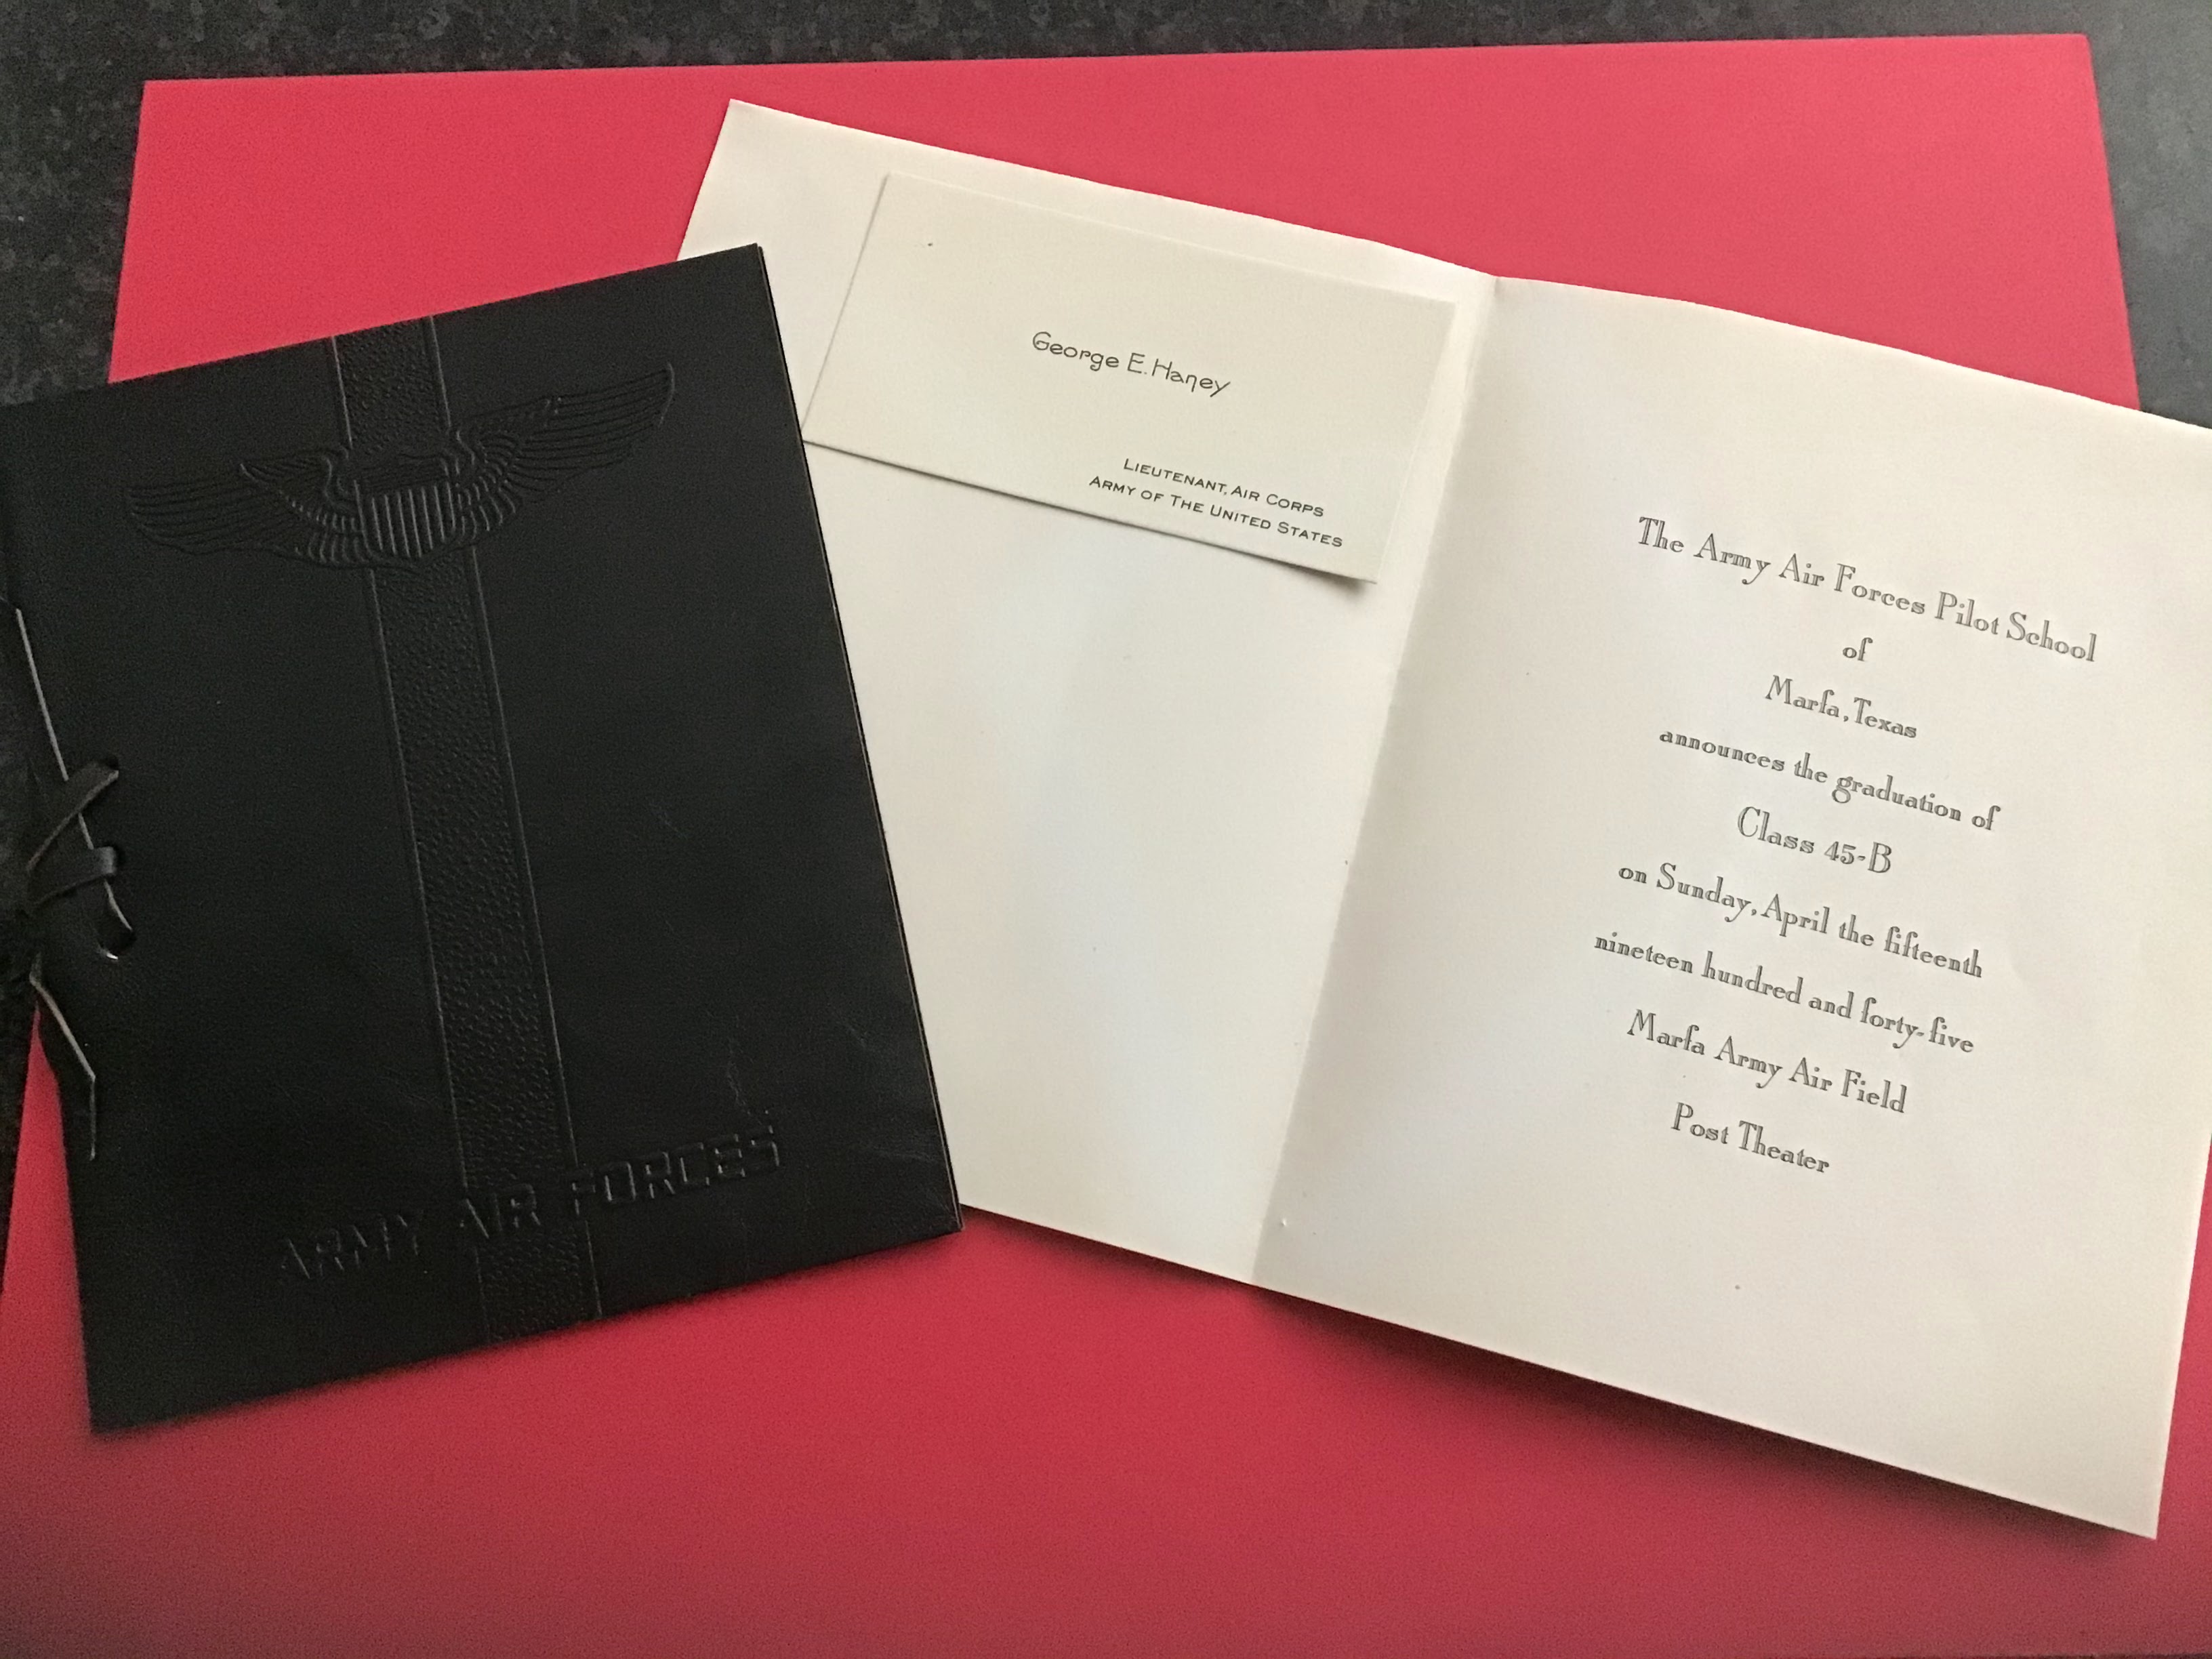 ARMY AIR FORCES
George E. Haney
LIEUTENANT, AIR CORPS
ARMY OF THE UNITED STATES
The Army Air Forces Pilot School
of
Marfa, Texas
announces the graduation of
Class 45-B
on Sunday, April the fifteenth
nineteen hundred and forty-five
Marfa Army Air Field
Post Theater